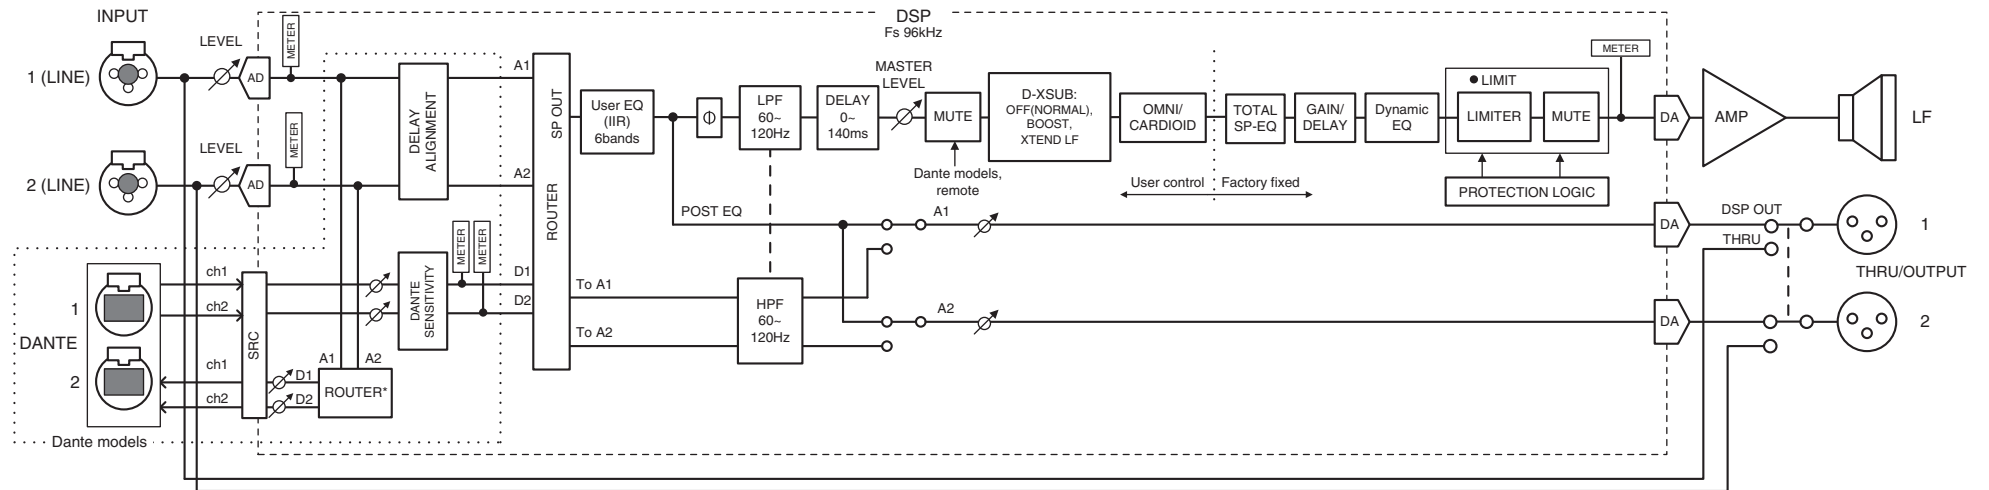 INPUT
DSP
Fs 96kHz
LEVEL
METER
1 (LINE)
AD
METER
LEVEL
2 (LINE)
AD
DELAY
ALIGNMENT
A1
A2
SP OUT
ROUTER
User EQ
(IIR)
6bands
Φ
LPF
60~
120Hz
DELAY
0~
140ms
MASTER
LEVEL
MUTE
Dante models,
remote
D-XSUB:
OFF(NORMAL),
BOOST,
XTEND LF
OMNI/
CARDIOID
User control
Factory fixed
TOTAL
SP-EQ
GAIN/
DELAY
Dynamic
EQ
LIMIT
LIMITER
MUTE
PROTECTION LOGIC
METER
DA
AMP
LF
POST EQ
A1
DA
DSP OUT
THRU
1
THRU/OUTPUT
METER
METER
ch1
ch2
1
DANTE
2
ch1
ch2
SRC
DANTE
SENSITIVITY
D1
D2
To A1
To A2
HPF
60~
120Hz
A2
DA
2
A1
A2
D1
D2
ROUTER*
Dante models